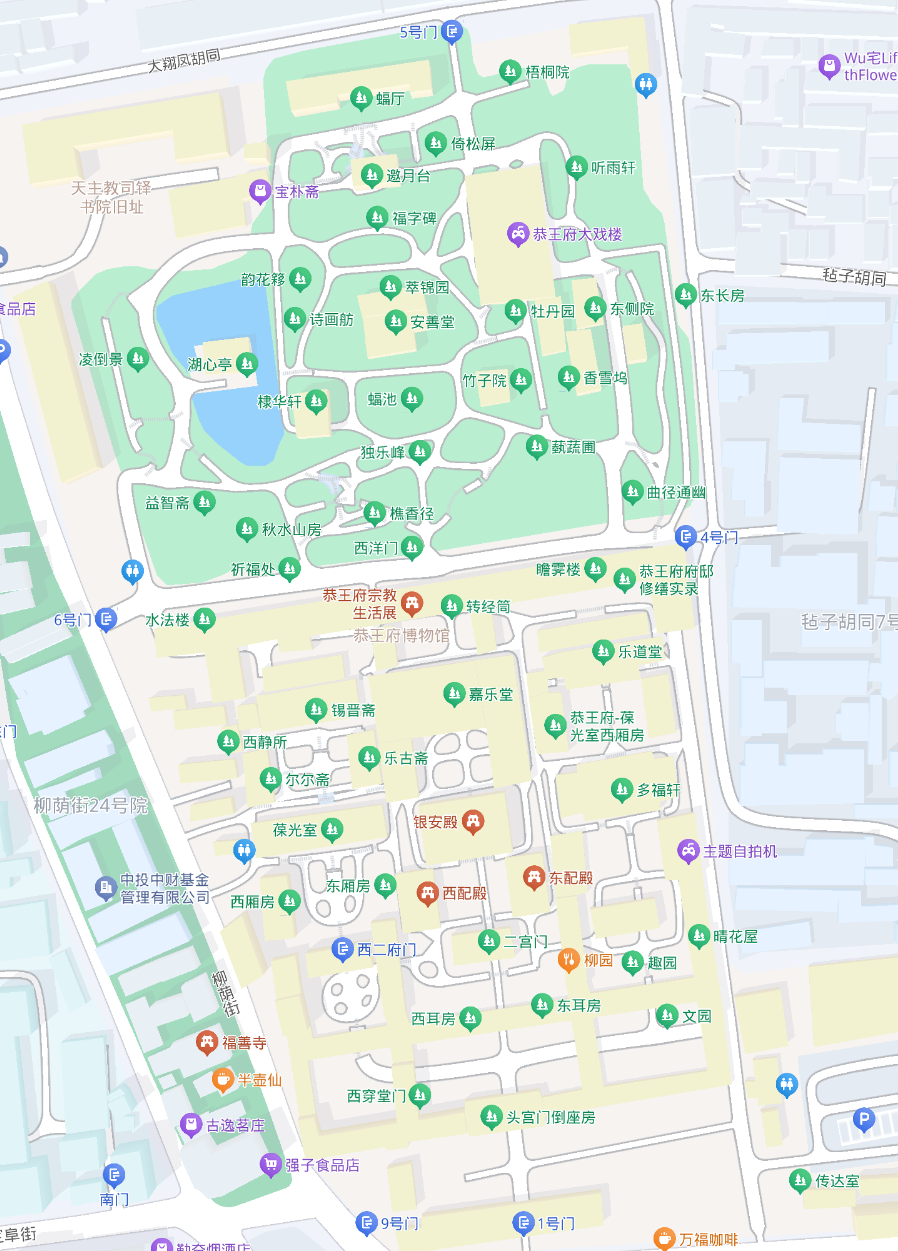 5号门
太翔凤胡同
梧桐院
Wu宅Lif
thFlowe
蝠厅
倚松屏
听雨轩
邀月台
天主教司铎
书院旧址
宝朴斋
福字碑
恭王府大戏楼
毡子胡同
韵花簃
萃锦园
东长房
食品店
诗画舫
安善堂
牡丹园
东侧院
凌倒景
湖心亭
竹子院
香雪坞
棣华轩
蝠池
独乐峰
蓺蔬圃
益智斋
曲径通幽
樵香径
秋水山房
西洋门
4号门
祈福处
瞻霁楼
恭王府府邸
修缮实录
恭王府宗教
生活展
转经筒
6号门
水法楼
恭王府博物馆
毡子胡同7号
乐道堂
嘉乐堂
锡晋斋
恭王府-葆
光室西厢房
门
西静所
乐古斋
尔尔斋
多福轩
柳荫街24号院
葆光室
银安殿
主题自拍机
中投中财基金
管理有限公司
东厢房
西配殿
东配殿
西厢房
晴花屋
西二府门
二宫门
柳园
趣园
柳荫街
西耳房
东耳房
文园
福善寺
半壶仙
西穿堂门
头宫门倒座房
古逸茗庄
强子食品店
P
南门
传达室
阜街
9号门
1号门
万福咖啡
勤奋烟酒店